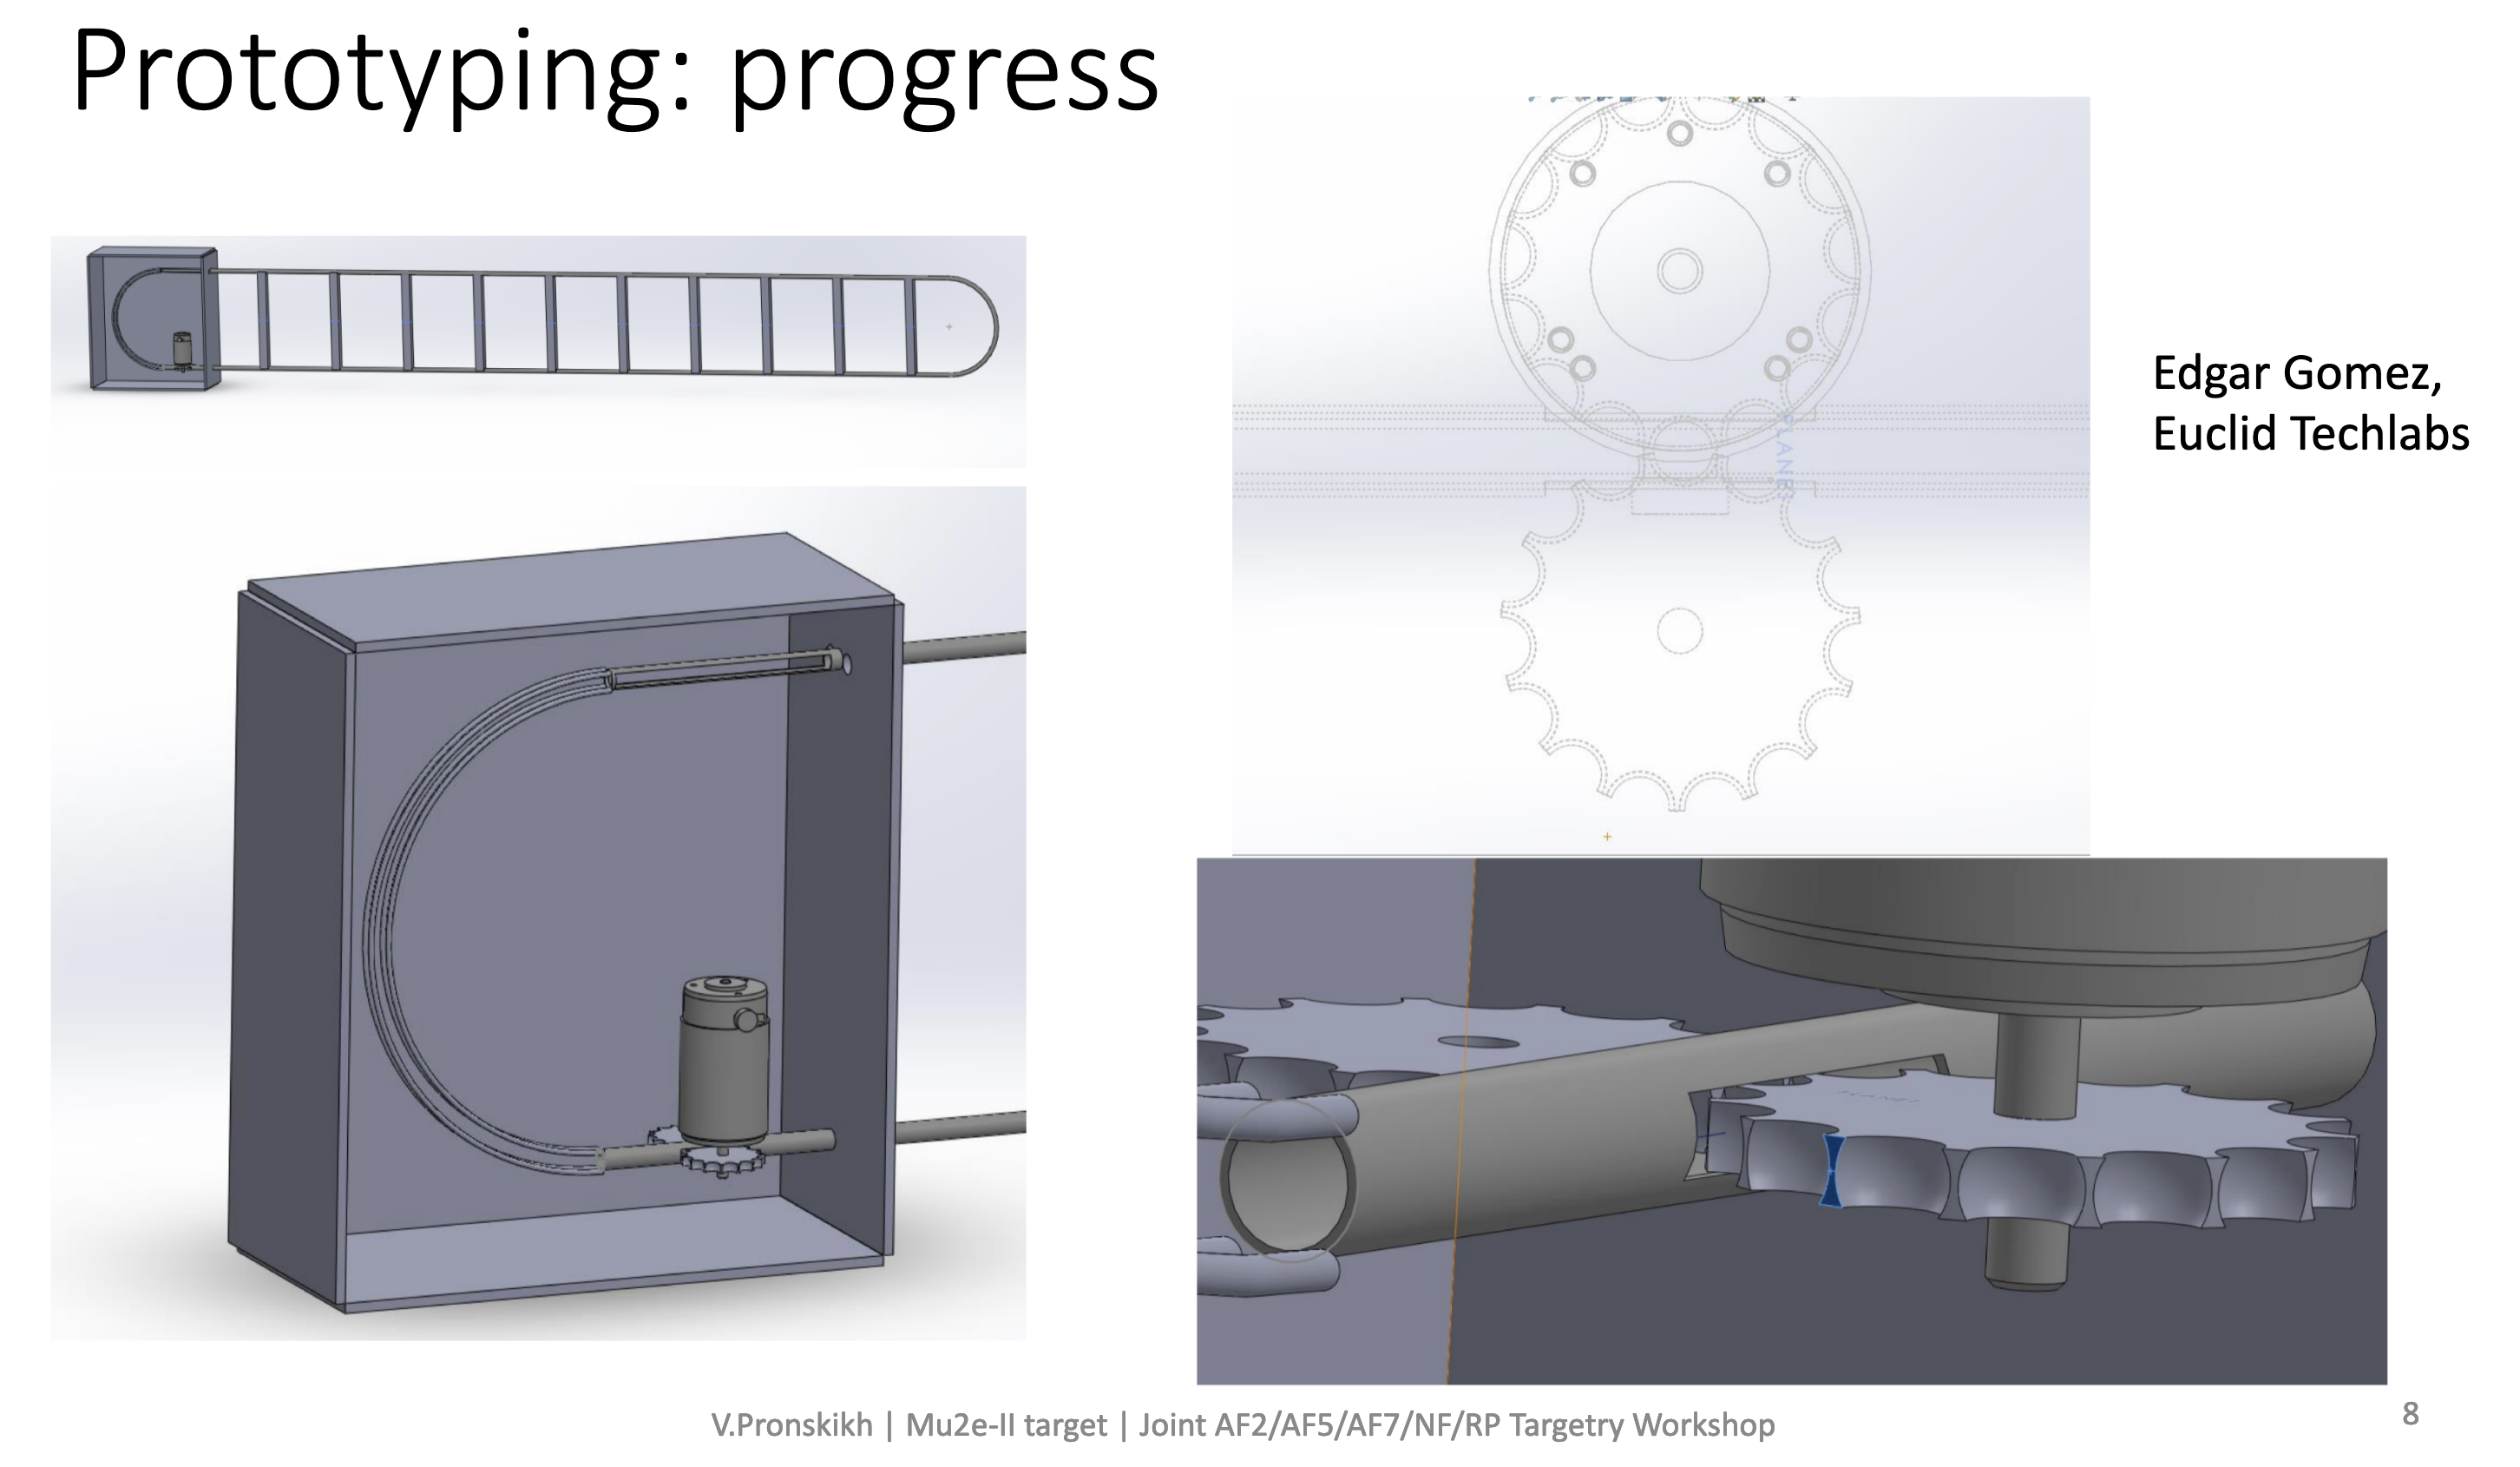 Prototyping: progress
Edgar Gomez,
Euclid Techlabs
PLANE1
V.Pronskikh | Mu2e-II target | Joint AF2/AF5/AF7/NF/RP Targetry Workshop
8